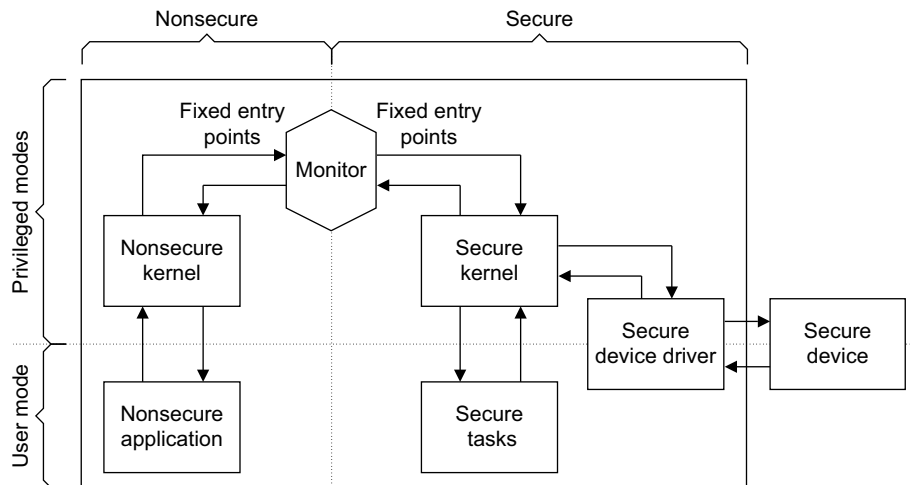 Nonsecure
Secure
Fixed entry
points
Fixed entry
points
Monitor
Privileged modes
Nonsecure
kernel
Secure
kernel
Secure
device driver
Secure
device
User mode
Nonsecure
application
Secure
tasks